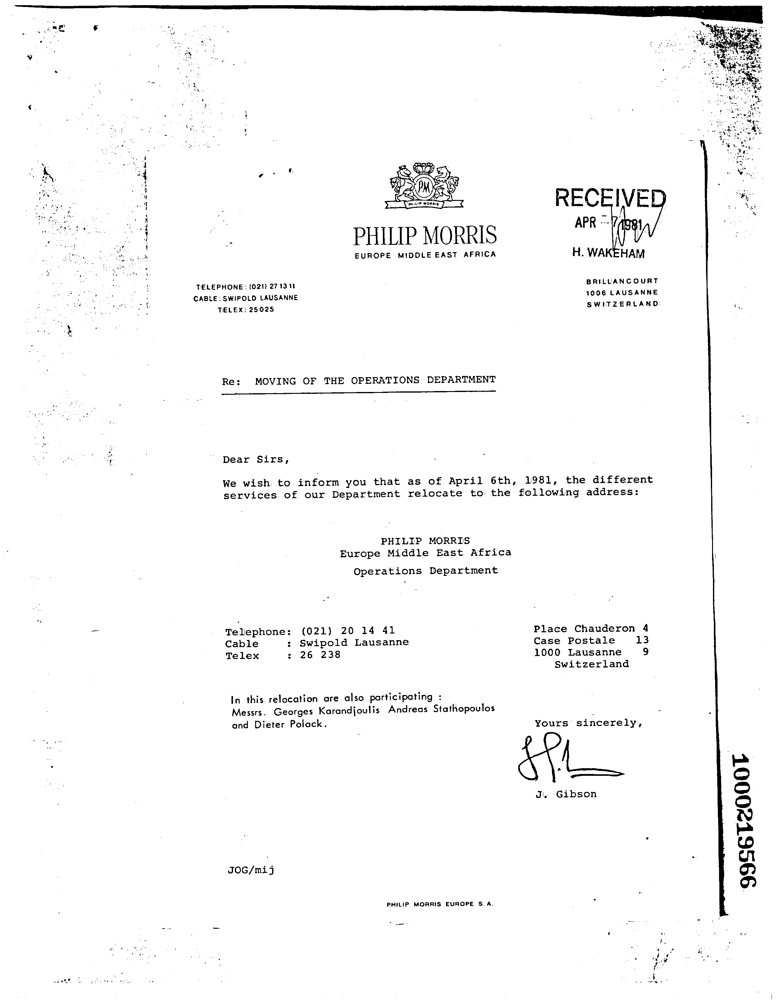 PM
PHILIP MORRIS
PHILIP MORRIS
EUROPE MIDDLE EAST AFRICA
RECEIVED
APR - 7 1981
H. WAKEHAM
TELEPHONE: (021) 27 13 11
CABLE: SWIPOLD LAUSANNE
TELEX: 25025
BRILLANCOURT
1006 LAUSANNE
SWITZERLAND
Re: MOVING OF THE OPERATIONS DEPARTMENT
Dear Sirs,
We wish to inform you that as of April 6th, 1981, the different
services of our Department relocate to the following address:
PHILIP MORRIS
Europe Middle East Africa
Operations Department
Telephone: (021) 20 14 41
Cable : Swipold Lausanne
Telex : 26 238
Place Chauderon 4
Case Postale 13
1000 Lausanne 9
Switzerland
In this relocation are also participating :
Messrs. Georges Karandjoulis Andreas Stathopoulos
and Dieter Polack.
Yours sincerely,
J. Gibson
JOG/mij
PHILIP MORRIS EUROPE S.A.
1000219566